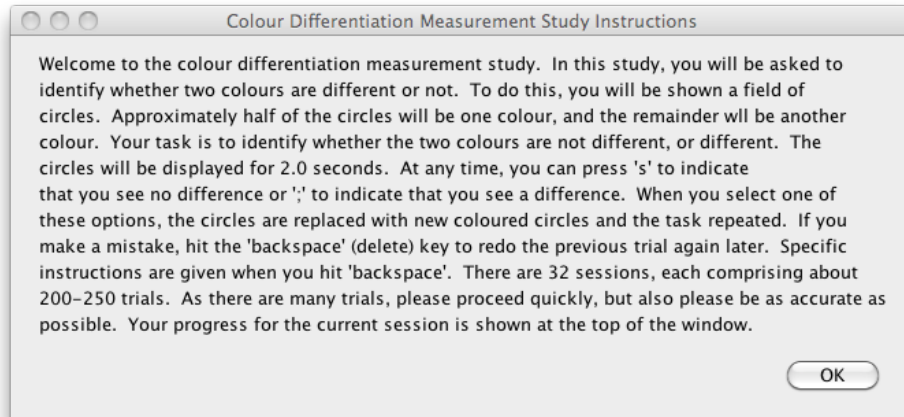 Colour Differentiation Measurement Study Instructions
Welcome to the colour differentiation measurement study.  In this study, you will be asked to
identify whether two colours are different or not.  To do this, you will be shown a field of
circles.  Approximately half of the circles will be one colour, and the remainder wll be another
colour.  Your task is to identify whether the two colours are not different, or different.  The
circles will be displayed for 2.0 seconds.  At any time, you can press 's' to indicate
that you see no difference or ';' to indicate that you see a difference.  When you select one of
these options, the circles are replaced with new coloured circles and the task repeated.  If you
make a mistake, hit the 'backspace' (delete) key to redo the previous trial again later.  Specific
instructions are given when you hit 'backspace'.  There are 32 sessions, each comprising about
200-250 trials.  As there are many trials, please proceed quickly, but also please be as accurate as
possible.  Your progress for the current session is shown at the top of the window.
OK